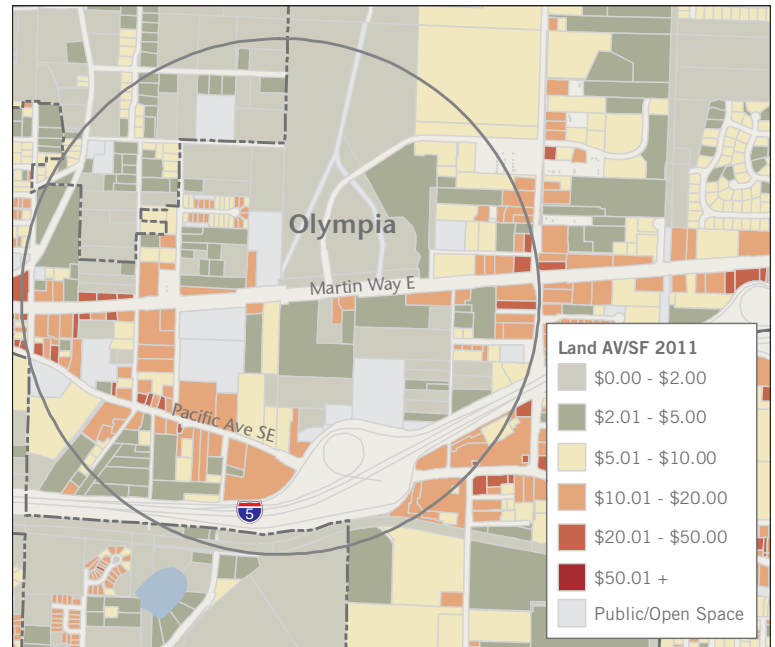 Olympia
Martin Way E
Pacific Ave SE
5
Land AV/SF 2011
$0.00 - $2.00
$2.01 - $5.00
$5.01 - $10.00
$10.01 - $20.00
$20.01 - $50.00
$50.01 +
Public/Open Space